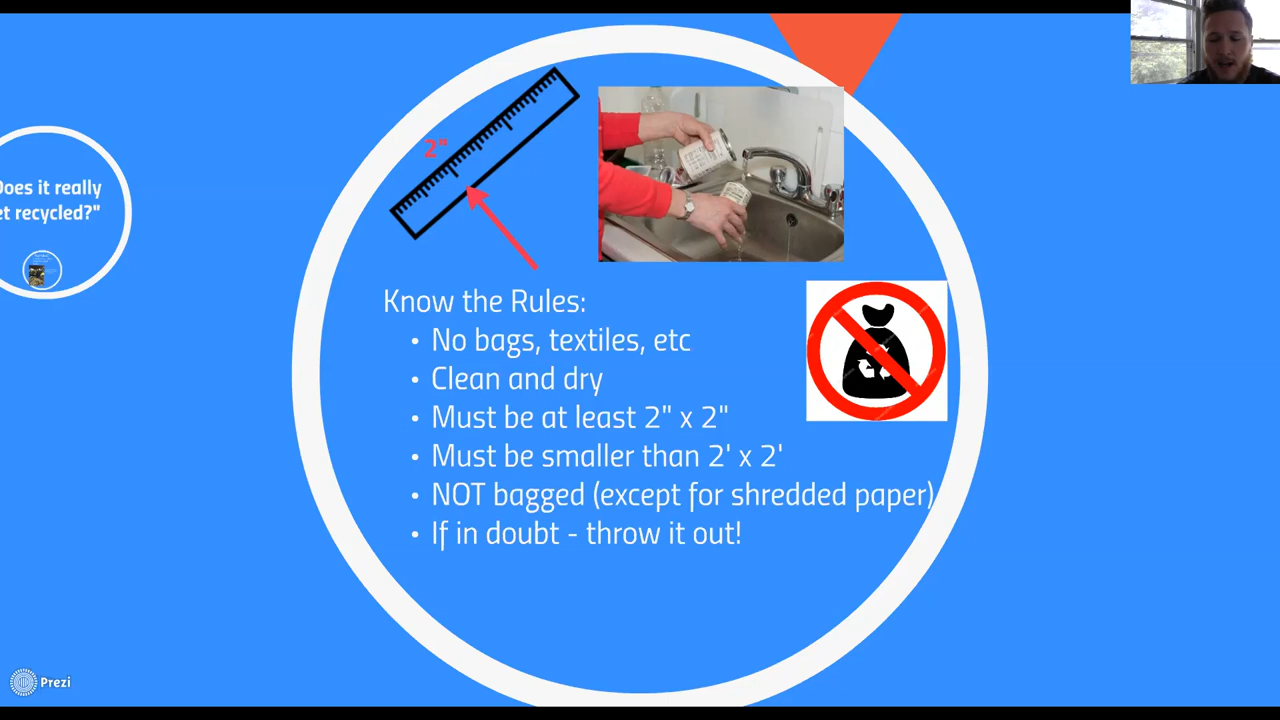 2"
Does it really
et recycled?"
Know the Rules:
• No bags, textiles, etc
• Clean and dry
• Must be at least 2" x 2"
• Must be smaller than 2' x 2'
• NOT bagged (except for shredded paper)
• If in doubt - throw it out!
Prezi